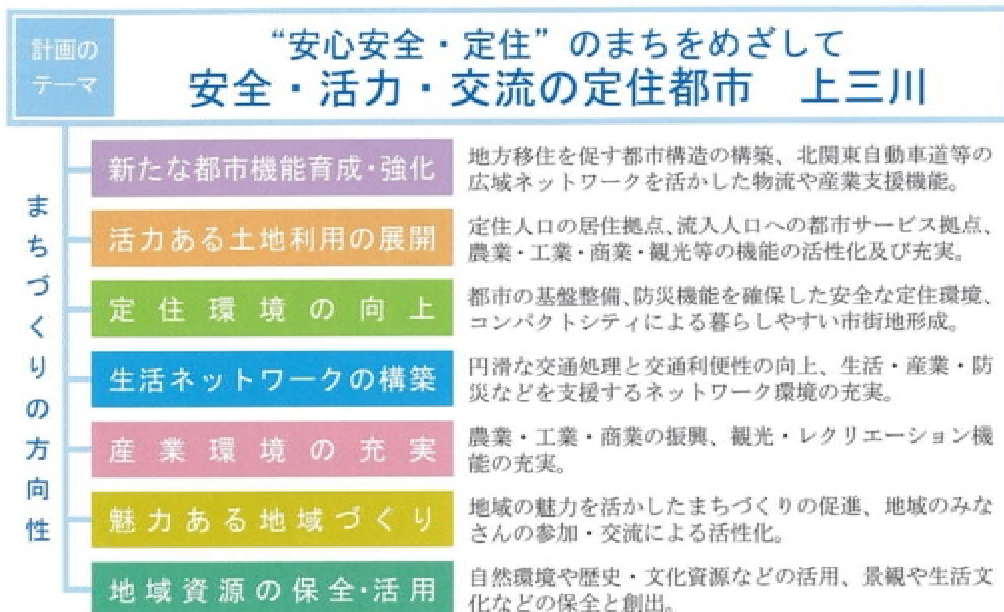 計画の
テーマ
“安心安全・定住”のまちをめざして
安全・活力・交流の定住都市　上三川
まちづくりの方向性
新たな都市機能育成・強化
地方移住を促す都市構造の構築、北関東自動車道等の
広域ネットワークを活かした物流や産業支援機能。
活力ある土地利用の展開
定住人口の居住拠点、流入人口への都市サービス拠点、
農業・工業・商業・観光等の機能の活性化及び充実。
定住環境の向上
都市の基盤整備、防災機能を確保した安全な定住環境、
コンパクトシティによる暮らしやすい市街地形成。
生活ネットワークの構築
円滑な交通処理と交通利便性の向上、生活・産業・防
災などを支援するネットワーク環境の充実。
産業環境の充実
農業・工業・商業の振興、観光・レクリエーション機
能の充実。
魅力ある地域づくり
地域の魅力を活かしたまちづくりの促進、地域のみな
さんの参加・交流による活性化。
地域資源の保全・活用
自然環境や歴史・文化資源などの活用、景観や生活文
化などの保全と創出。